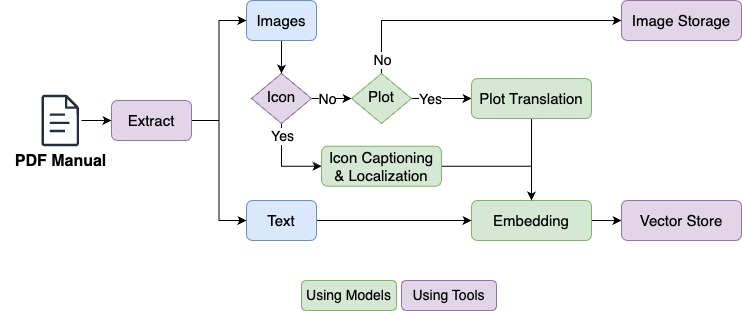 Images
Image Storage
No
Icon
No
Plot
Yes
Plot Translation
Extract
Yes
PDF Manual
Icon Captioning
& Localization
Text
Embedding
Vector Store
Using Models
Using Tools